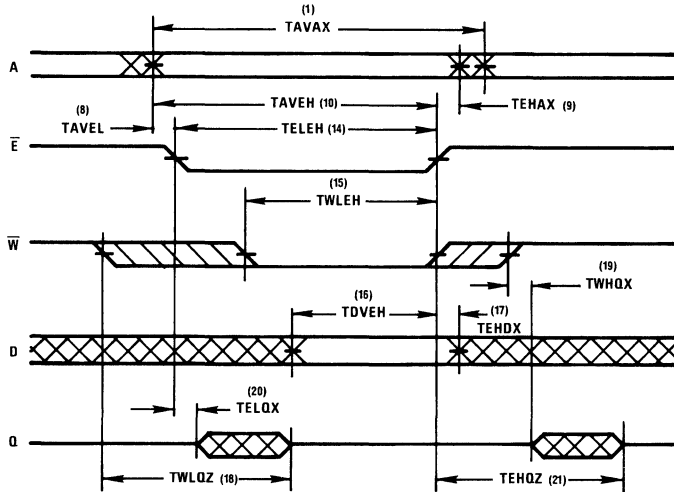 (1)
TAVAX
A
TAVEH (10)
TEHAX (9)
(8)
TAVEL
TELEH (14)
E
(15)
TWLEH
W
(19)
TWHQX
(16)
TDVEH
(17)
TEHDX
D
(20)
TELQX
Q
TWLQZ (18)
TEHQZ (21)